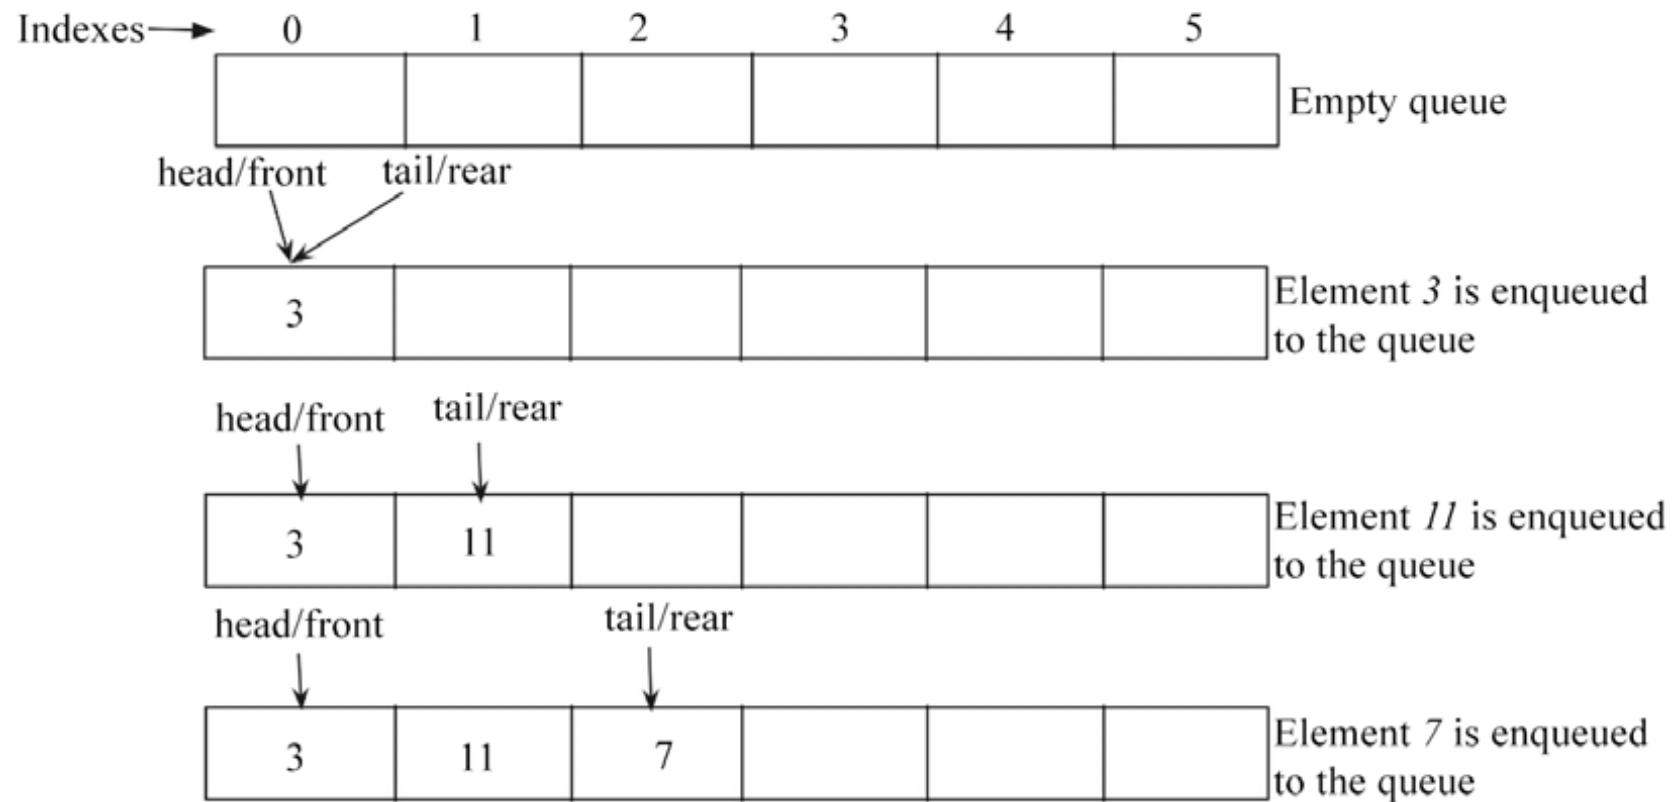 Indexes 0 1 2 3 4 5
Empty queue
head/front tail/rear
3
Element 3 is enqueued
to the queue
head/front tail/rear
3 11
Element 11 is enqueued
to the queue
head/front tail/rear
3 11 7
Element 7 is enqueued
to the queue